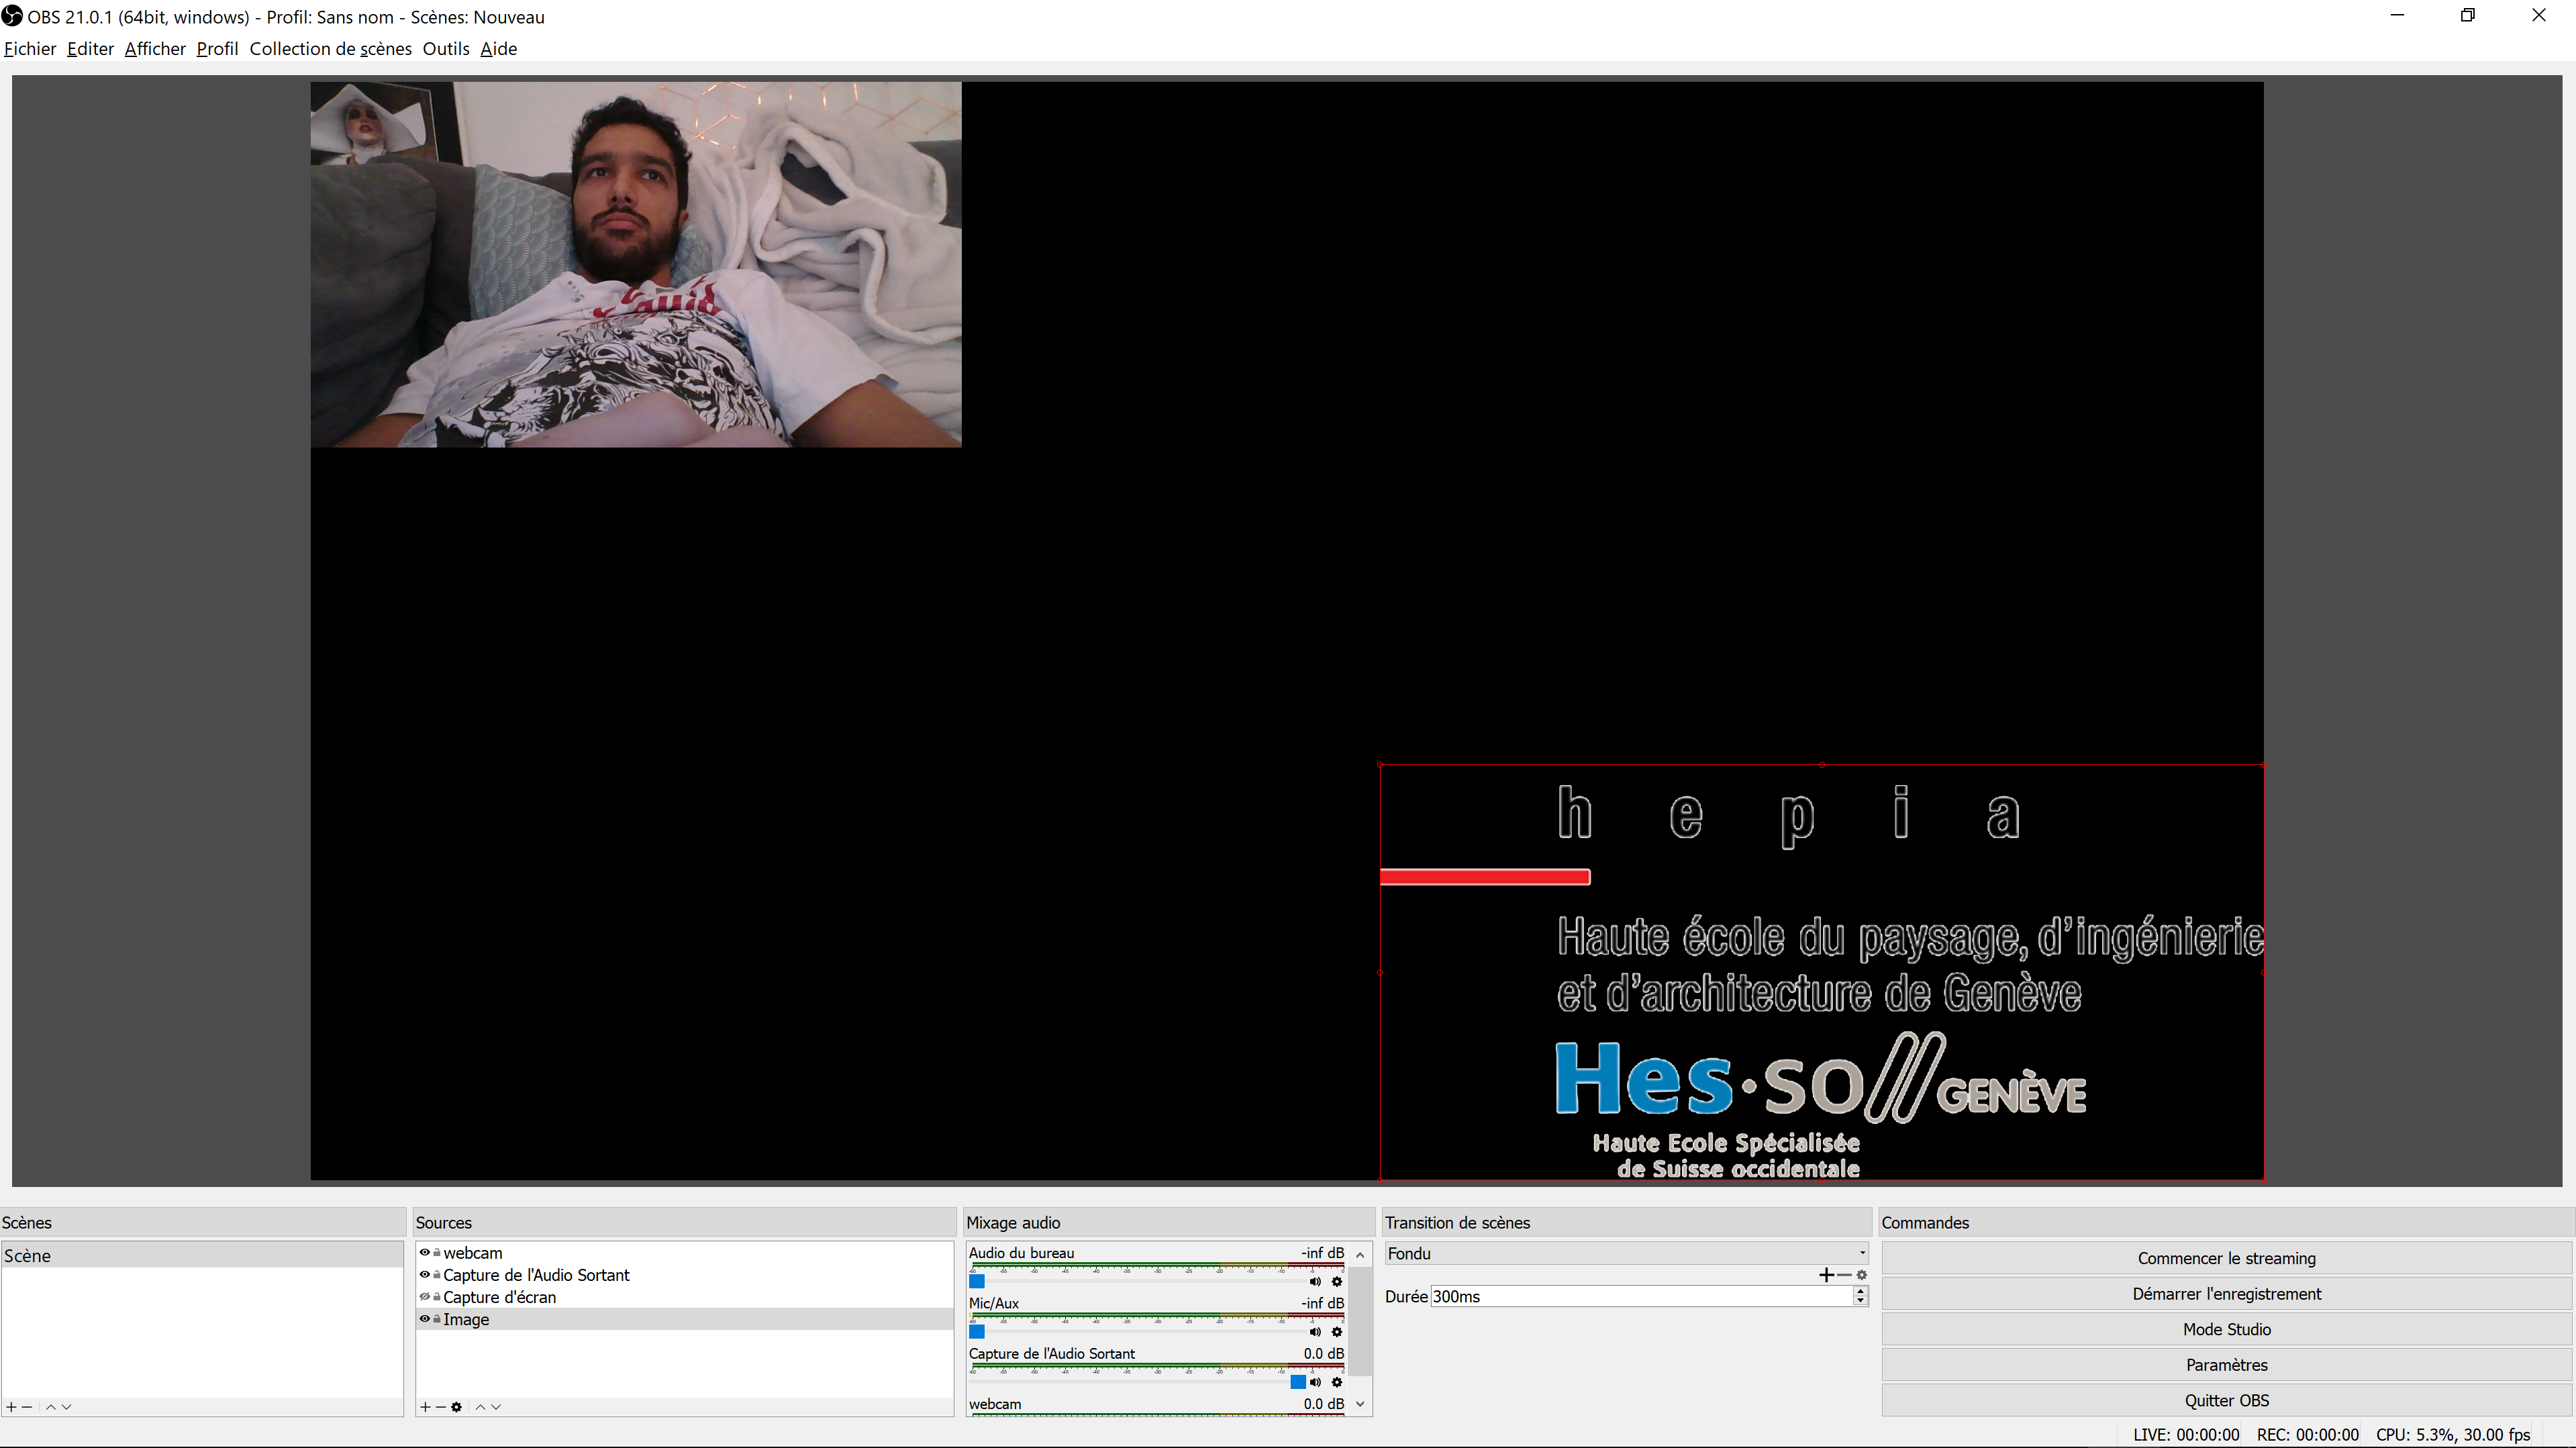 OBS 21.0.1 (64bit, windows) - Profil: Sans nom - Scènes: Nouveau
Fichier Editer Afficher Profil Collection de scènes Outils Aide
h e p i a
Haute école du paysage, d'ingénierie
et d'architecture de Genève
Hes·so GENÈVE
Haute Ecole Spécialisée
de Suisse occidentale
Scènes
Scène
Sources
webcam
Capture de l'Audio Sortant
Capture d'écran
Image
Mixage audio
Audio du bureau -inf dB
Mic/Aux -inf dB
Capture de l'Audio Sortant 0.0 dB
webcam 0.0 dB
Transition de scènes
Fondu
Durée 300ms
Commandes
Commencer le streaming
Démarrer l'enregistrement
Mode Studio
Paramètres
Quitter OBS
LIVE: 00:00:00 REC: 00:00:00 CPU: 5.3%, 30.00 fps